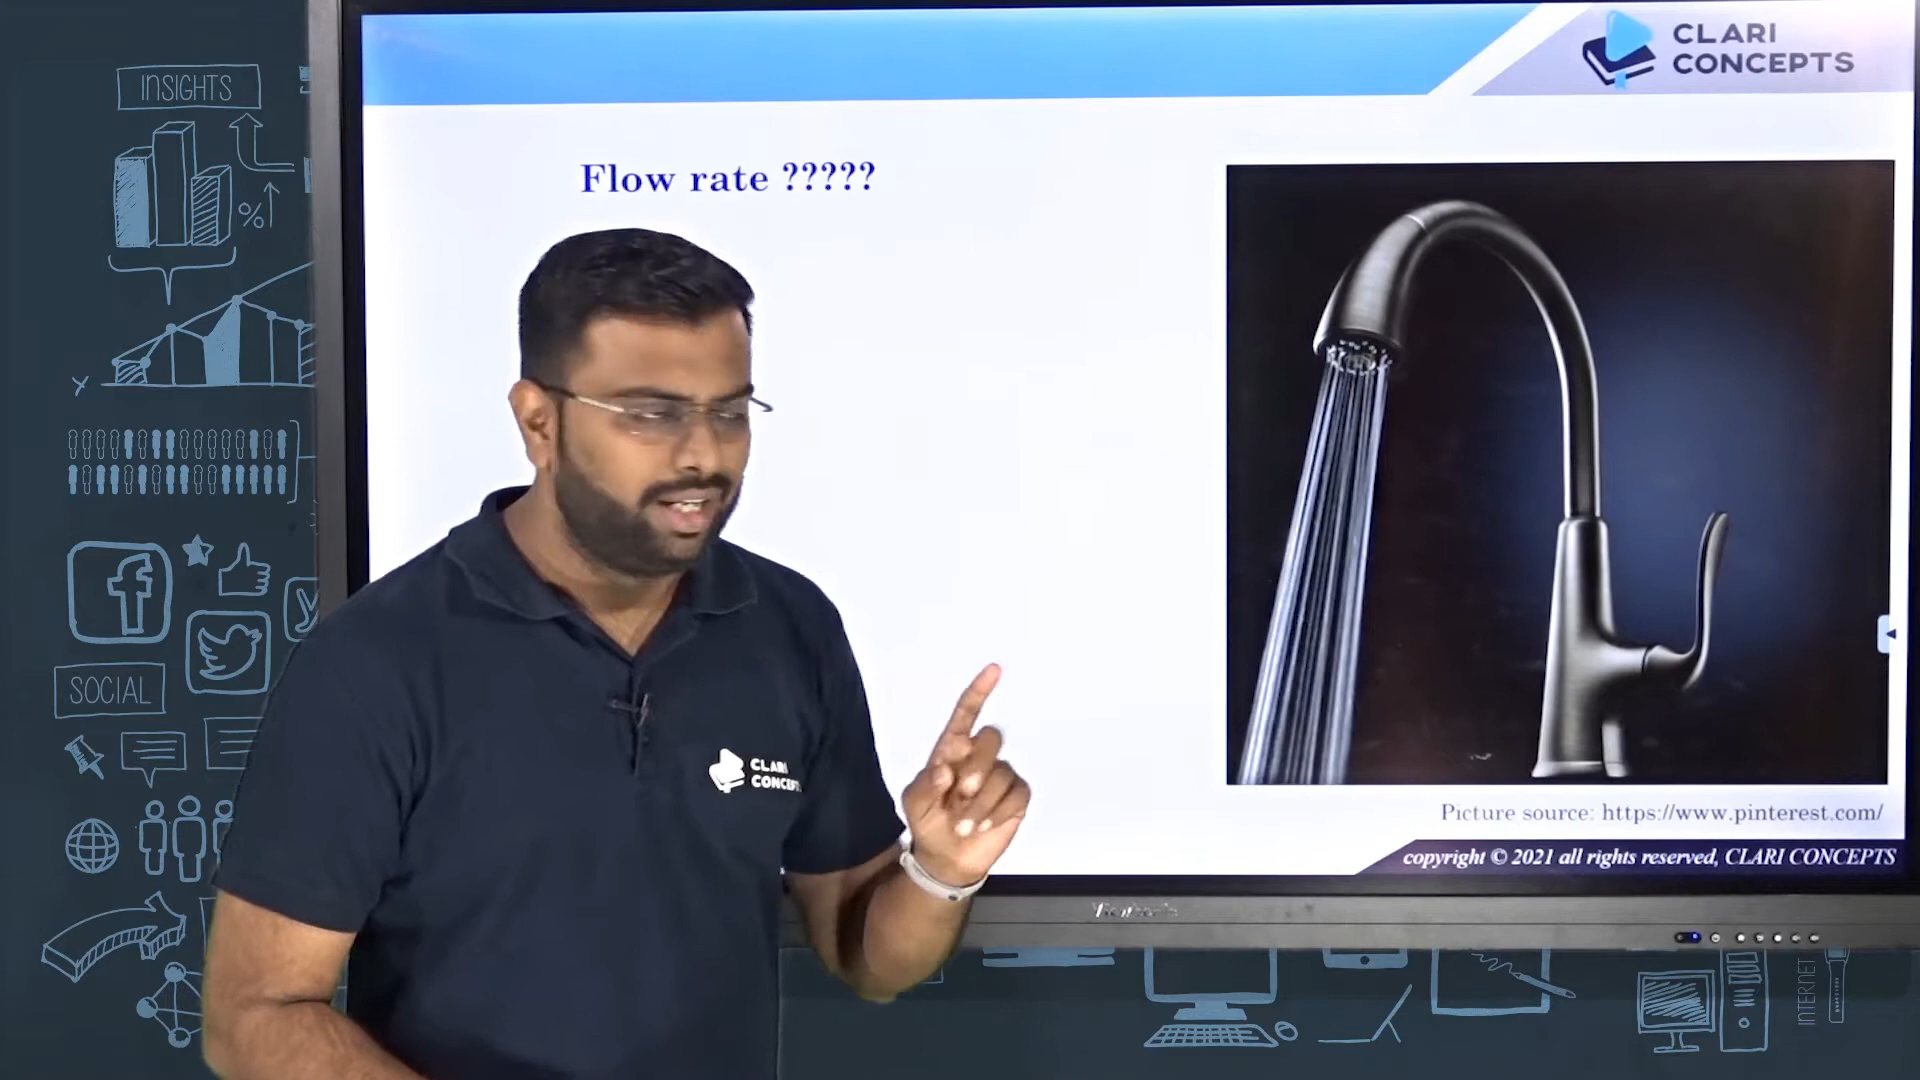 INSIGHTS
%
SOCIAL
CLARI
CONCEPTS
Flow rate ?????
Picture source: https://www.pinterest.com/
copyright © 2021 all rights reserved, CLARI CONCEPTS
CLARI
INTERNET